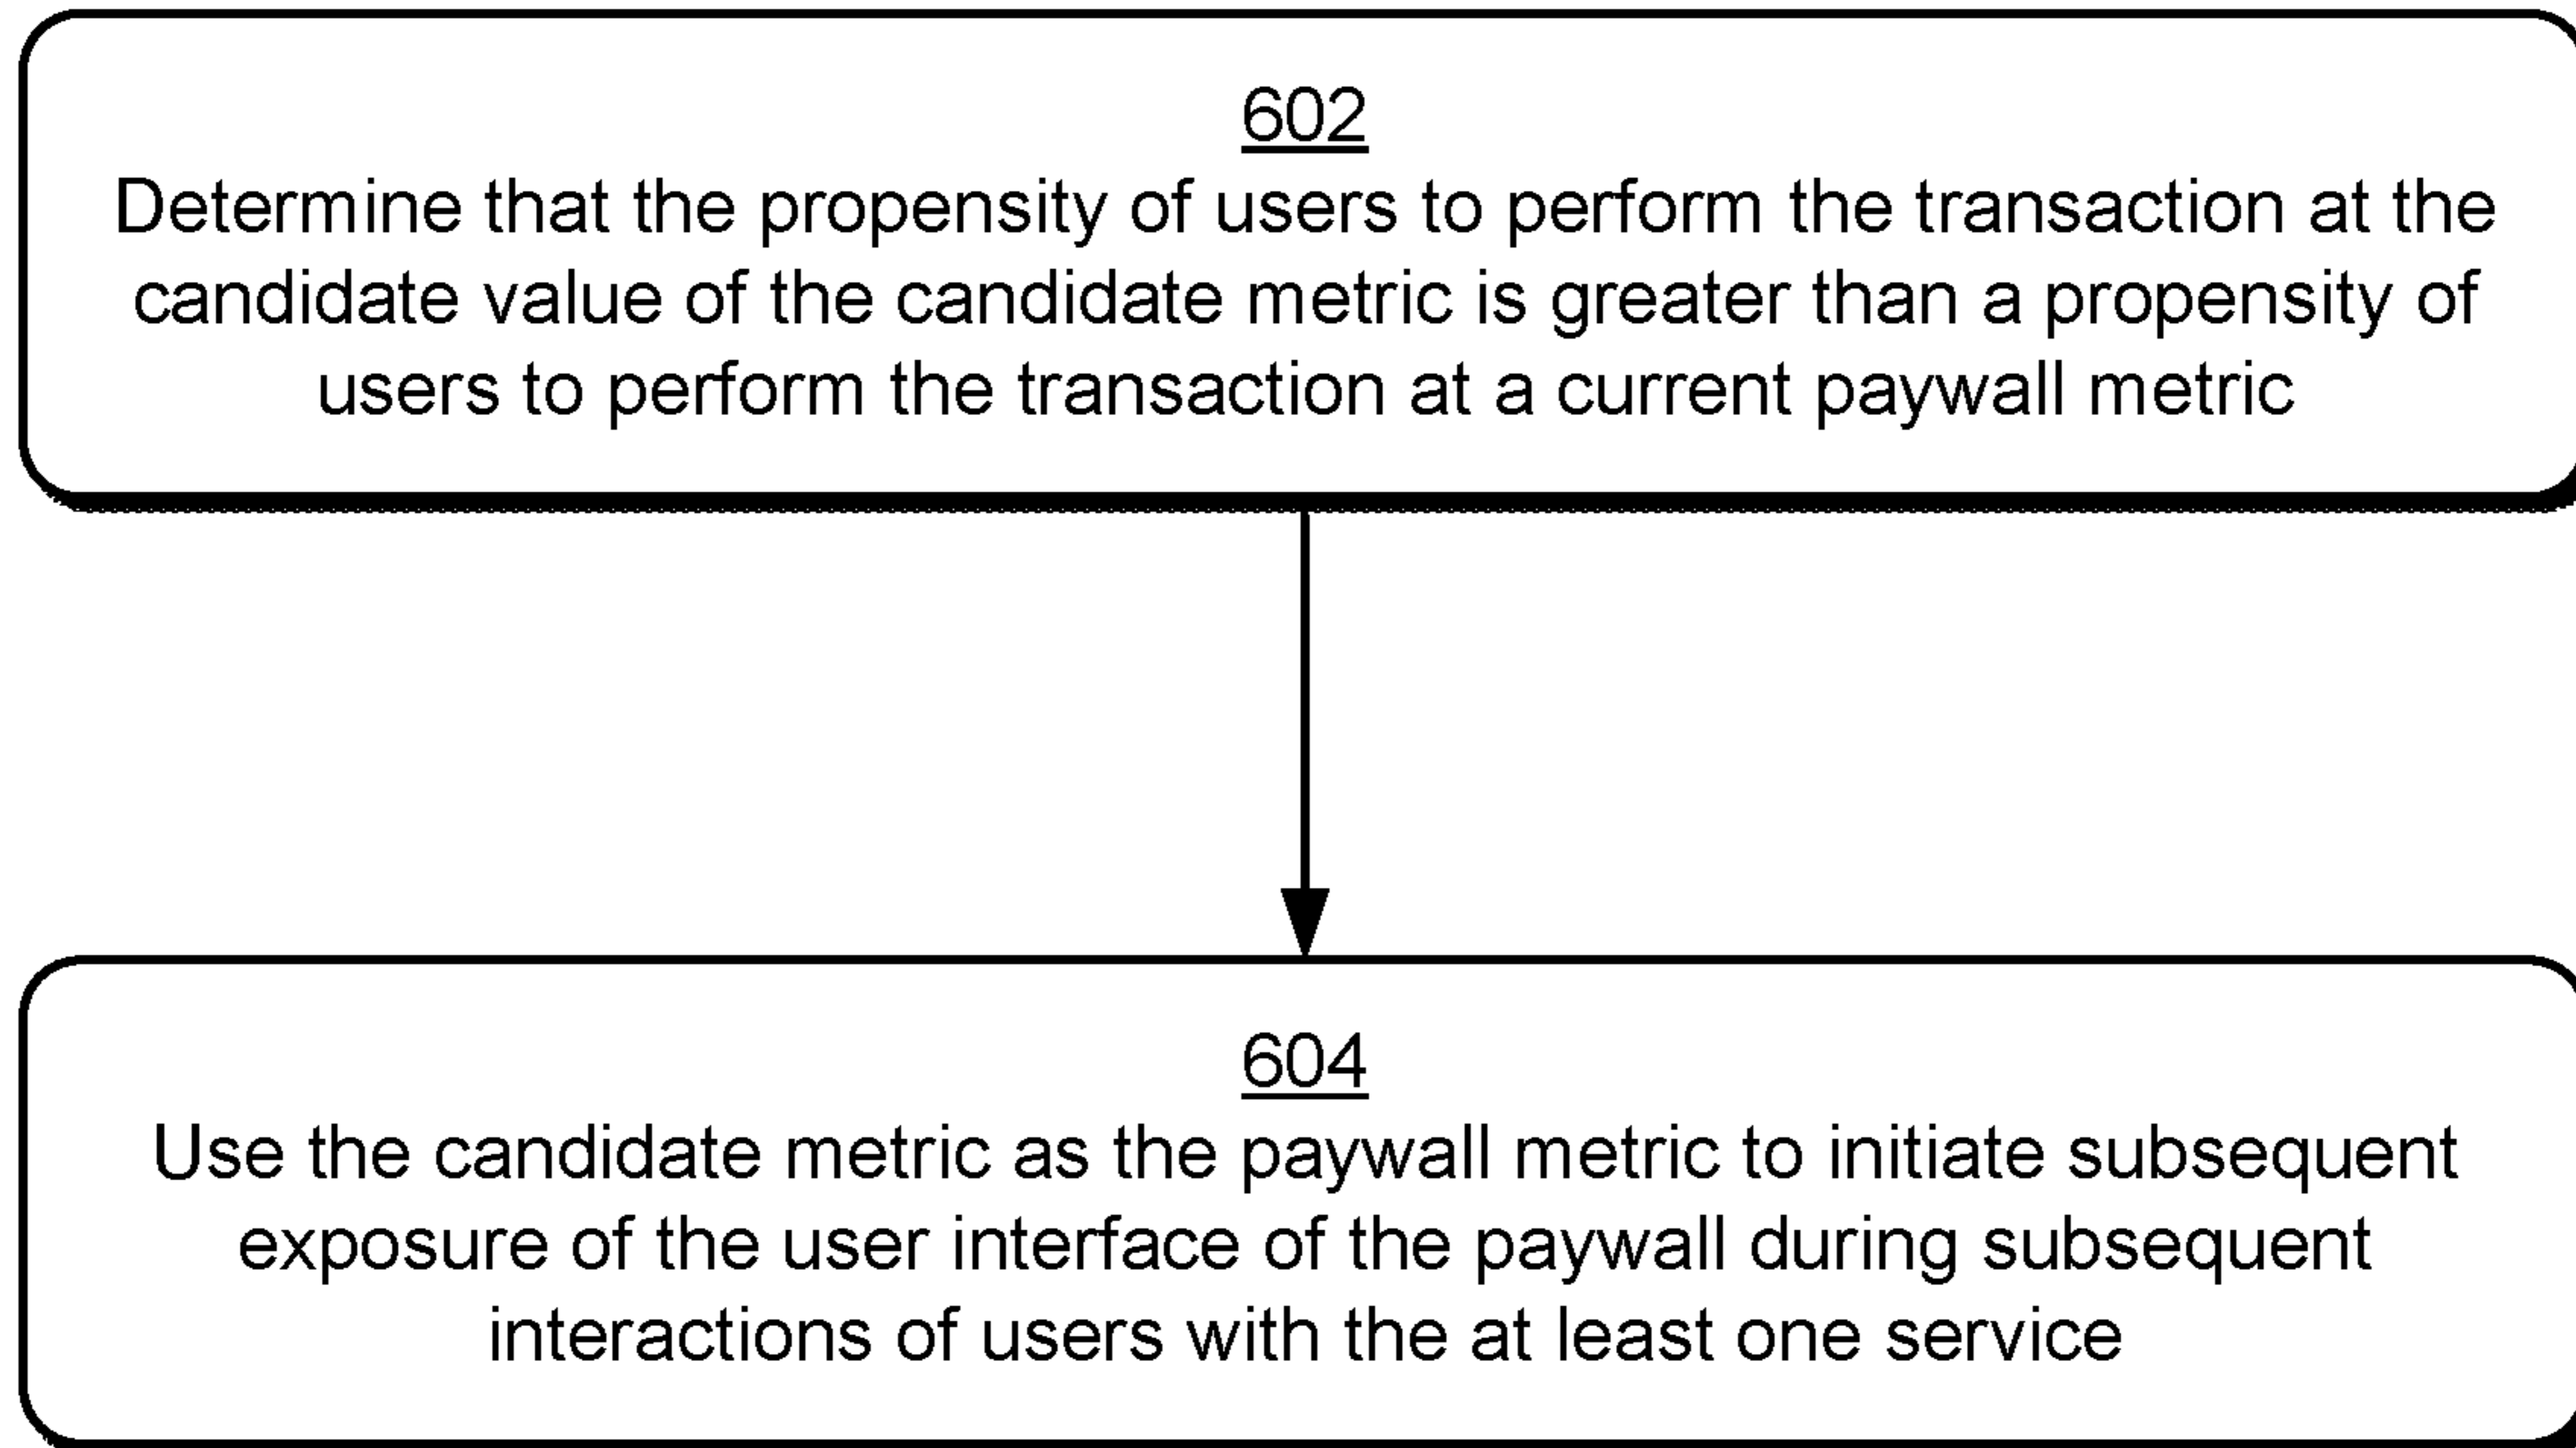 602
Determine that the propensity of users to perform the transaction at the
candidate value of the candidate metric is greater than a propensity of
users to perform the transaction at a current paywall metric
604
Use the candidate metric as the paywall metric to initiate subsequent
exposure of the user interface of the paywall during subsequent
interactions of users with the at least one service